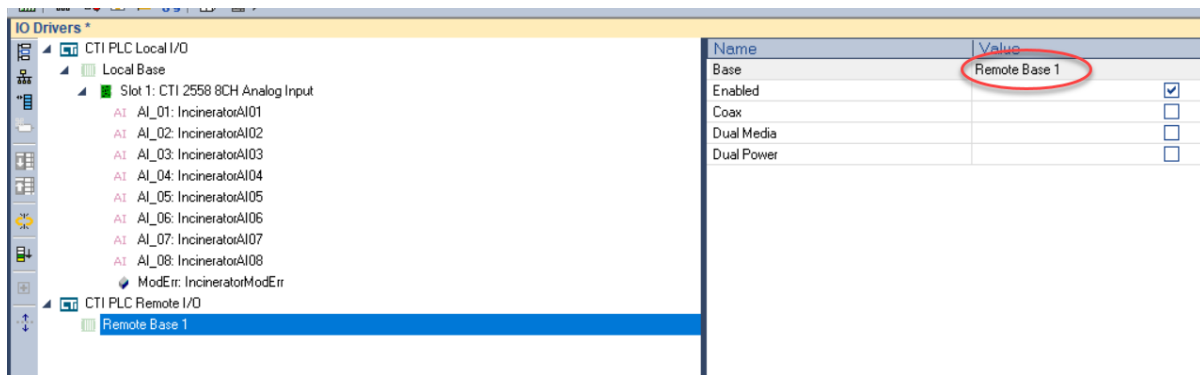 IO Drivers *
CTI PLC Local I/O
Local Base
Slot 1: CTI 2558 8CH Analog Input
AI AI_01: IncineratorAI01
AI AI_02: IncineratorAI02
AI AI_03: IncineratorAI03
AI AI_04: IncineratorAI04
AI AI_05: IncineratorAI05
AI AI_06: IncineratorAI06
AI AI_07: IncineratorAI07
AI AI_08: IncineratorAI08
ModErr: IncineratorModErr
CTI PLC Remote I/O
Remote Base 1
Name Value
Base Remote Base 1
Enabled
Coax
Dual Media
Dual Power